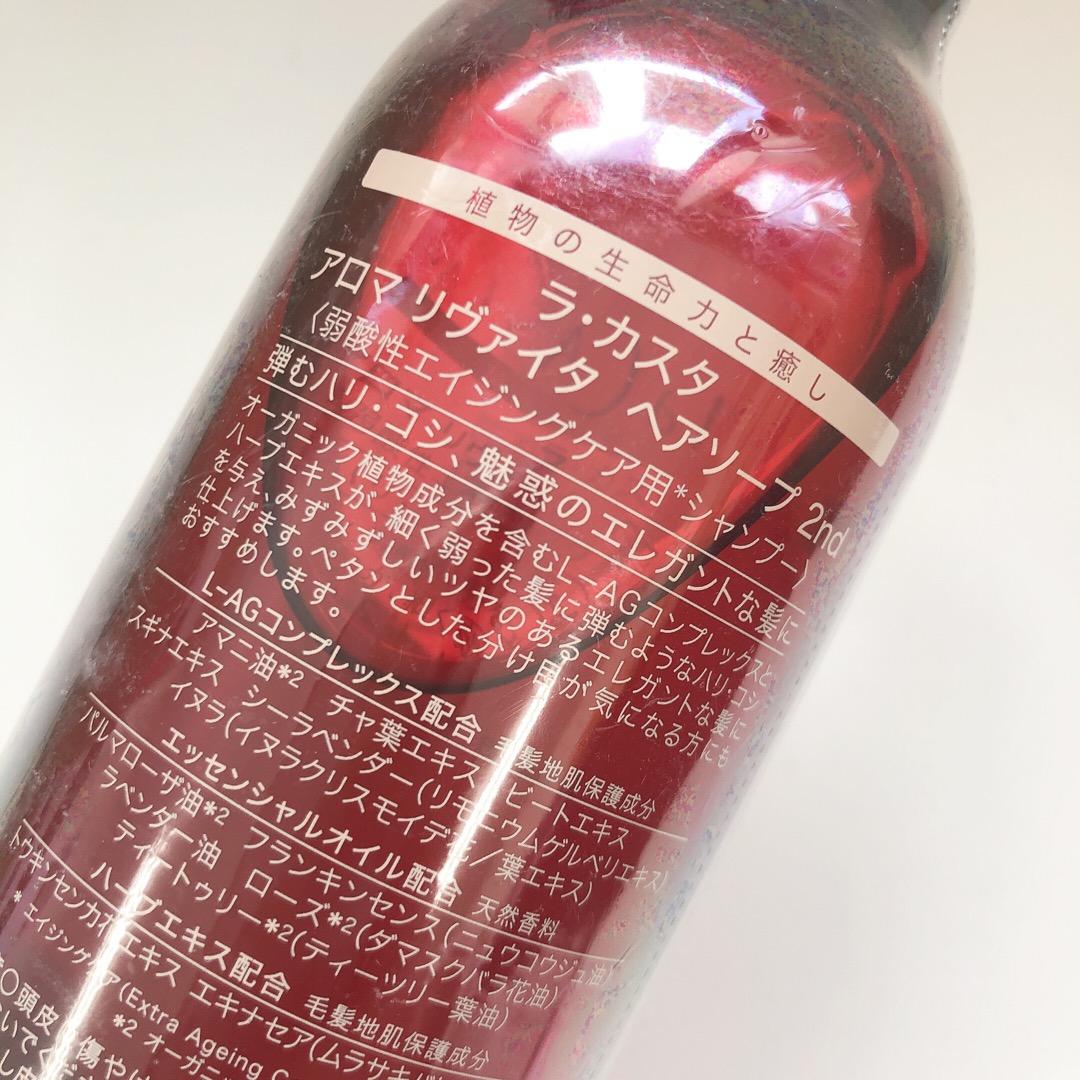 植物の生命力と癒し
ラ・カスタ
アロマ リヴァイタ ヘアソープ 2nd
〈弱酸性エイジングケア用*シャンプー〉
弾むハリ・コシ、魅惑のエレガントな髪に
オーガニック植物成分を含むL-AGコンプレックスと、
ハーブエキスが、細く弱った髪に弾むようなハリ・コシ
を与え、みずみずしいツヤのあるエレガントな髪に
仕上げます。ペタンとした分け目が気になる方にも
おすすめします。
L-AGコンプレックス配合 毛髪地肌保護成分
アマニ油*2 チャ葉エキス ビートエキス
スギナエキス シーラベンダー(リモニウムゲルベリエキス)
イヌラ(イヌラクリスモイデ花/葉エキス)
エッセンシャルオイル配合 天然香料
パルマローザ油*2 フランキンセンス(ニュウコウジュ油)
ラベンダー油 ローズ*2(ダマスクバラ花油)
ティートゥリー*2(ティーツリー葉油)
ハーブエキス配合 毛髪地肌保護成分
トウキンセンカ花エキス エキナセア(ムラサキバ
*エイジングケア(Extra Ageing C
*2 オーガニ
〇頭皮
傷やは
いでくだ